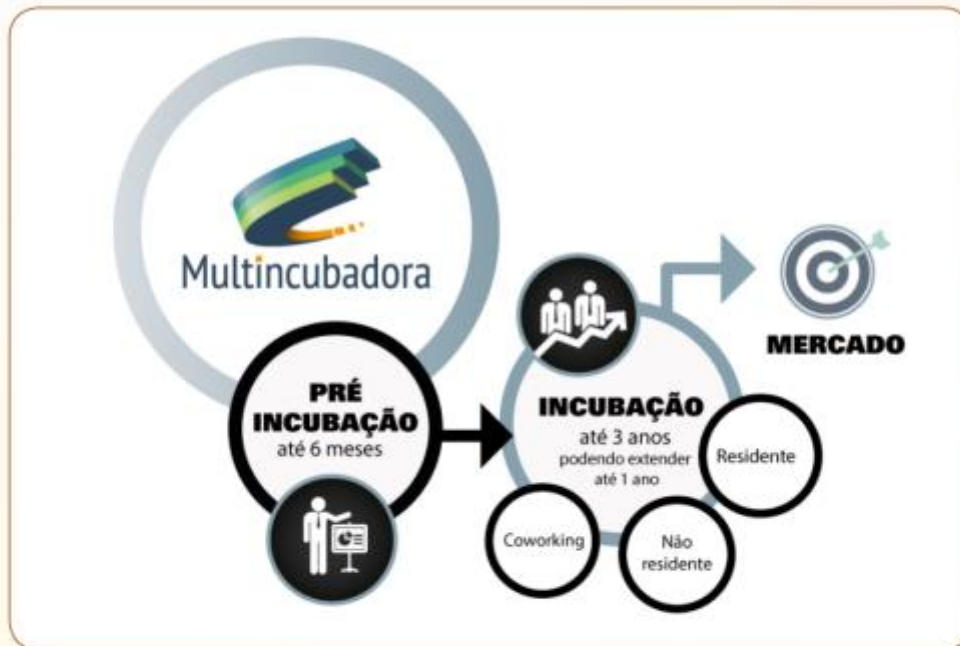 Multincubadora
PRÉ
INCUBAÇÃO
até 6 meses
INCUBAÇÃO
até 3 anos
podendo extender
até 1 ano
Coworking
Não
residente
Residente
MERCADO